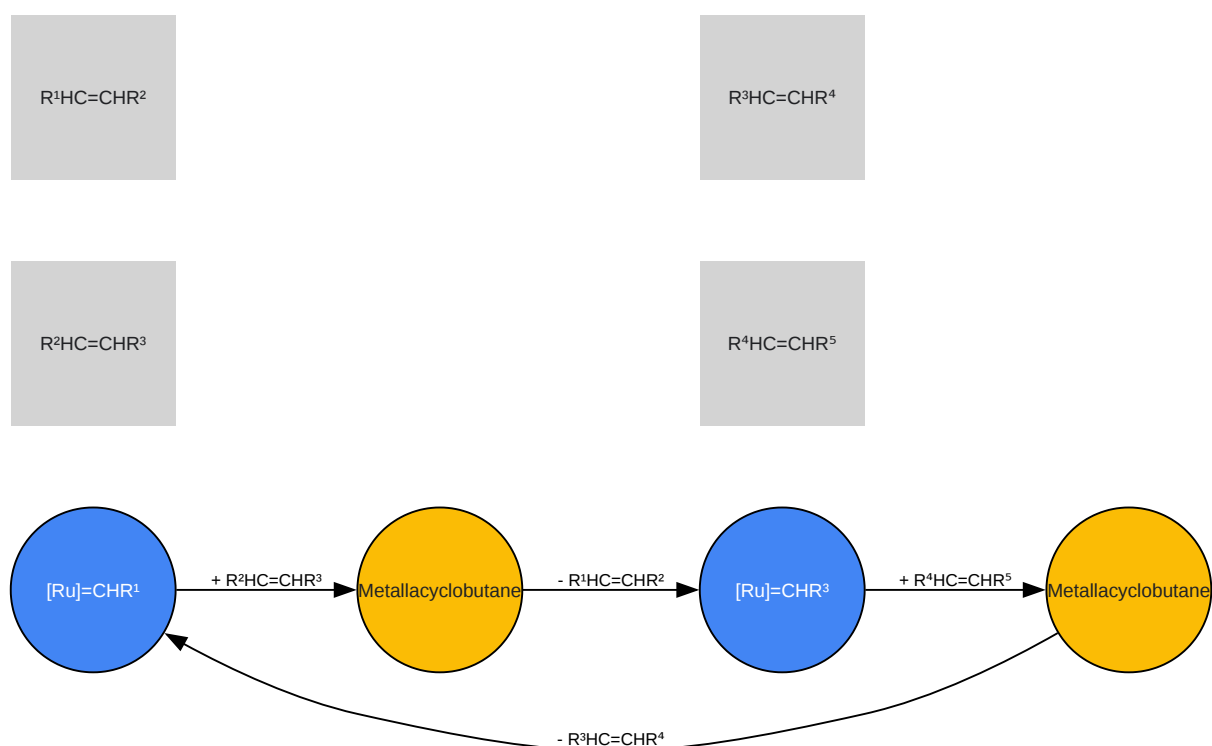 R¹HC=CHR²
R³HC=CHR⁴
R²HC=CHR³
R⁴HC=CHR⁵
[Ru]=CHR¹
+ R²HC=CHR³
Metallacyclobutane
- R¹HC=CHR²
[Ru]=CHR³
+ R⁴HC=CHR⁵
Metallacyclobutane
- R³HC=CHR⁴